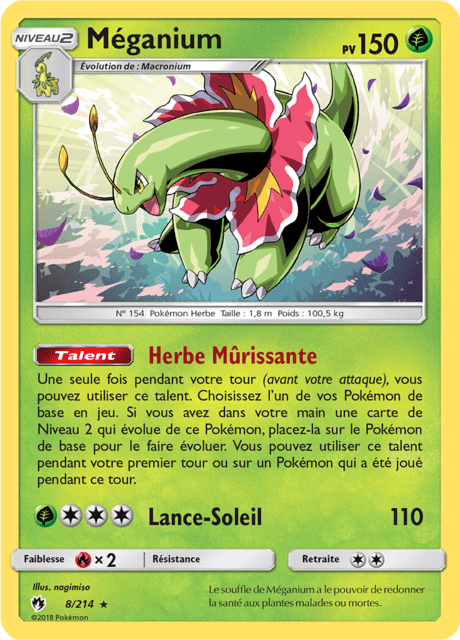 NIVEAU 2
Méganium
PV 150
Évolution de : Macronium
N° 154 Pokémon Herbe Taille : 1,8 m Poids : 100,5 kg
Talent Herbe Mûrissante
Une seule fois pendant votre tour (avant votre attaque), vous
pouvez utiliser ce talent. Choisissez l'un de vos Pokémon de
base en jeu. Si vous avez dans votre main une carte de
Niveau 2 qui évolue de ce Pokémon, placez-la sur le Pokémon
de base pour le faire évoluer. Vous pouvez utiliser ce talent
pendant votre premier tour ou sur un Pokémon qui a été joué
pendant ce tour.
Lance-Soleil 110
Faiblesse ×2 Résistance Retraite
Illus. nagimiso
8/214 ★
©2018 Pokémon
Le souffle de Méganium a le pouvoir de redonner
la santé aux plantes malades ou mortes.